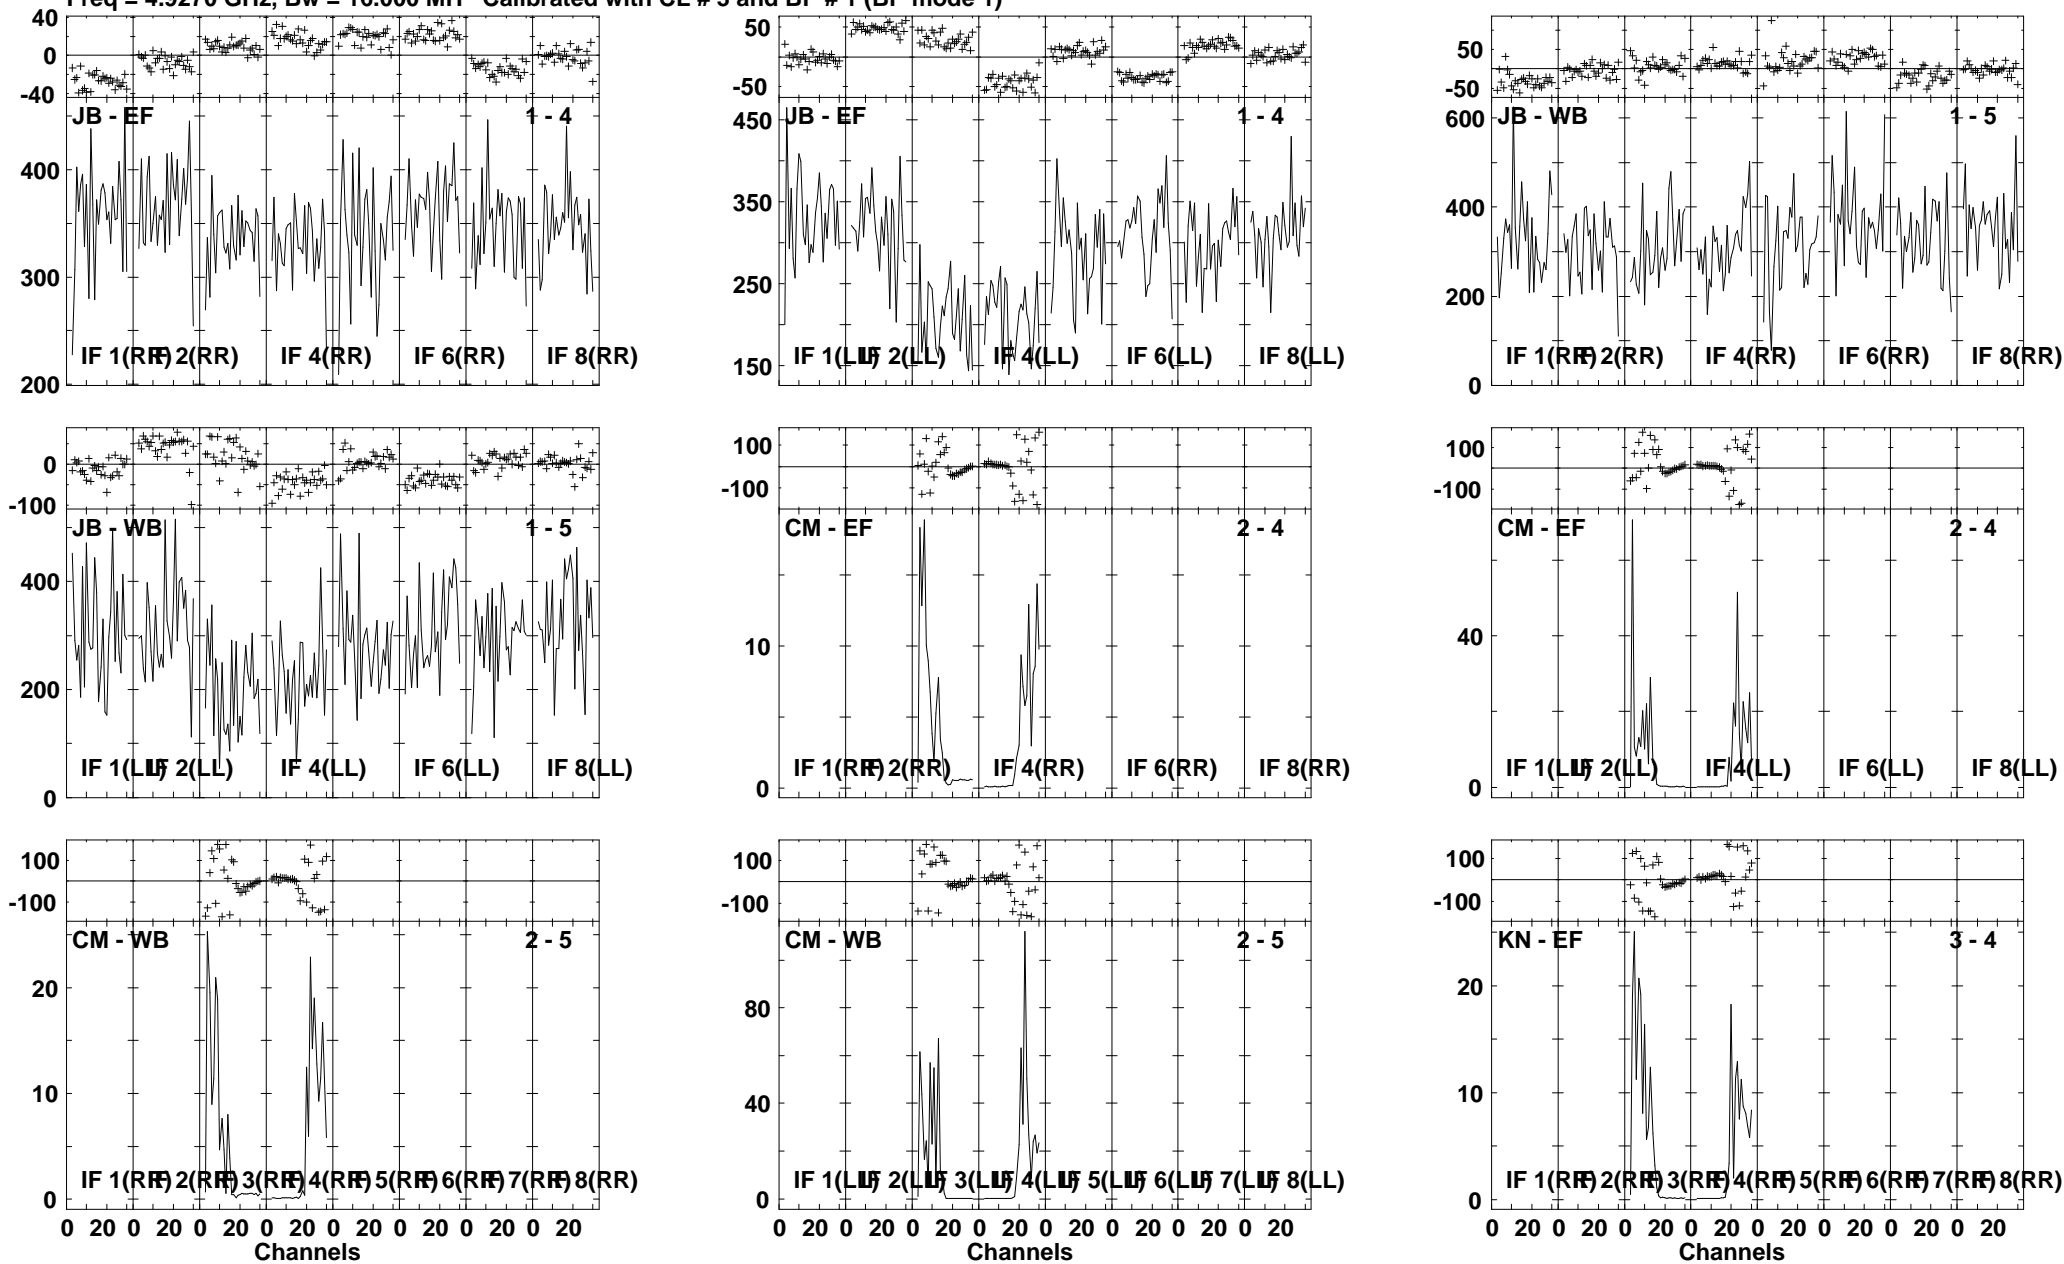 Freq = 4.9270 GHz, Bw = 16.000 MH Calibrated with CL # 3 and BP # 1 (BP mode 1)
40
0
-40
JB - EF
1 - 4
400
300
200
IF 1(RR)
IF 2(RR)
IF 4(RR)
IF 6(RR)
IF 8(RR)
50
0
-50
JB - EF
1 - 4
450
350
250
150
IF 1(LL)
IF 2(LL)
IF 4(LL)
IF 6(LL)
IF 8(LL)
50
0
-50
JB - WB
1 - 5
600
400
200
0
IF 1(RR)
IF 2(RR)
IF 4(RR)
IF 6(RR)
IF 8(RR)
0
-100
JB - WB
1 - 5
400
200
0
IF 1(LL)
IF 2(LL)
IF 4(LL)
IF 6(LL)
IF 8(LL)
100
-100
CM - EF
2 - 4
10
0
IF 1(RR)
IF 2(RR)
IF 4(RR)
IF 6(RR)
IF 8(RR)
100
-100
CM - EF
2 - 4
40
0
IF 1(LL)
IF 2(LL)
IF 4(LL)
IF 6(LL)
IF 8(LL)
100
-100
CM - WB
2 - 5
20
10
0
IF 1(RR)
IF 2(RR)
IF 3(RR)
IF 4(RR)
IF 5(RR)
IF 6(RR)
IF 7(RR)
IF 8(RR)
0 20 0 20 0 20 0 20 0 20 0 20 0 20 0 20
Channels
100
-100
CM - WB
2 - 5
80
40
0
IF 1(LL)
IF 2(LL)
IF 3(LL)
IF 4(LL)
IF 5(LL)
IF 6(LL)
IF 7(LL)
IF 8(LL)
0 20 0 20 0 20 0 20 0 20 0 20 0 20 0 20
Channels
100
-100
KN - EF
3 - 4
20
10
0
IF 1(RR)
IF 2(RR)
IF 3(RR)
IF 4(RR)
IF 5(RR)
IF 6(RR)
IF 7(RR)
IF 8(RR)
0 20 0 20 0 20 0 20 0 20 0 20 0 20 0 20
Channels